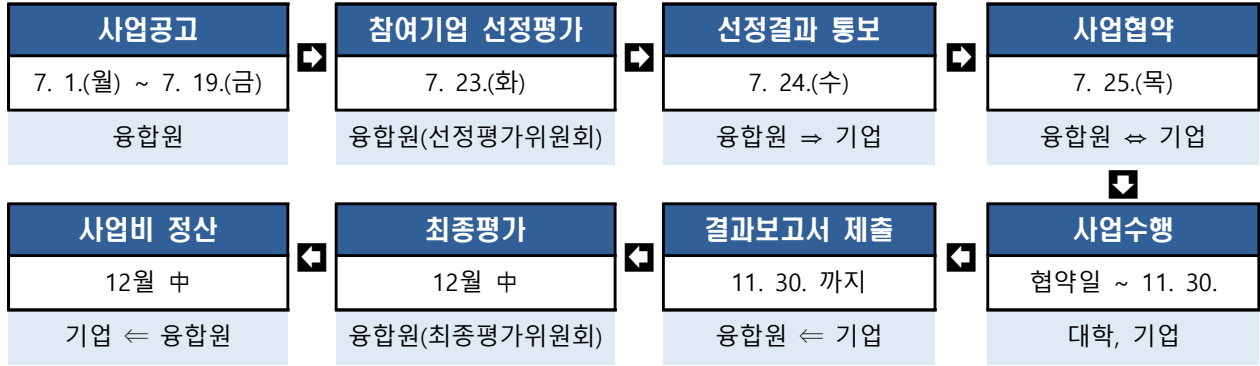 사업공고
참여기업 선정평가
선정결과 통보
사업협약
7. 1.(월) ~ 7. 19.(금)
7. 23.(화)
7. 24.(수)
7. 25.(목)
융합원
융합원(선정평가위원회)
융합원 ⇒ 기업
융합원 ⇔ 기업
사업비 정산
최종평가
결과보고서 제출
사업수행
12월 中
12월 中
11. 30. 까지
협약일 ~ 11. 30.
기업 ⇐ 융합원
융합원(최종평가위원회)
융합원 ⇐ 기업
대학, 기업